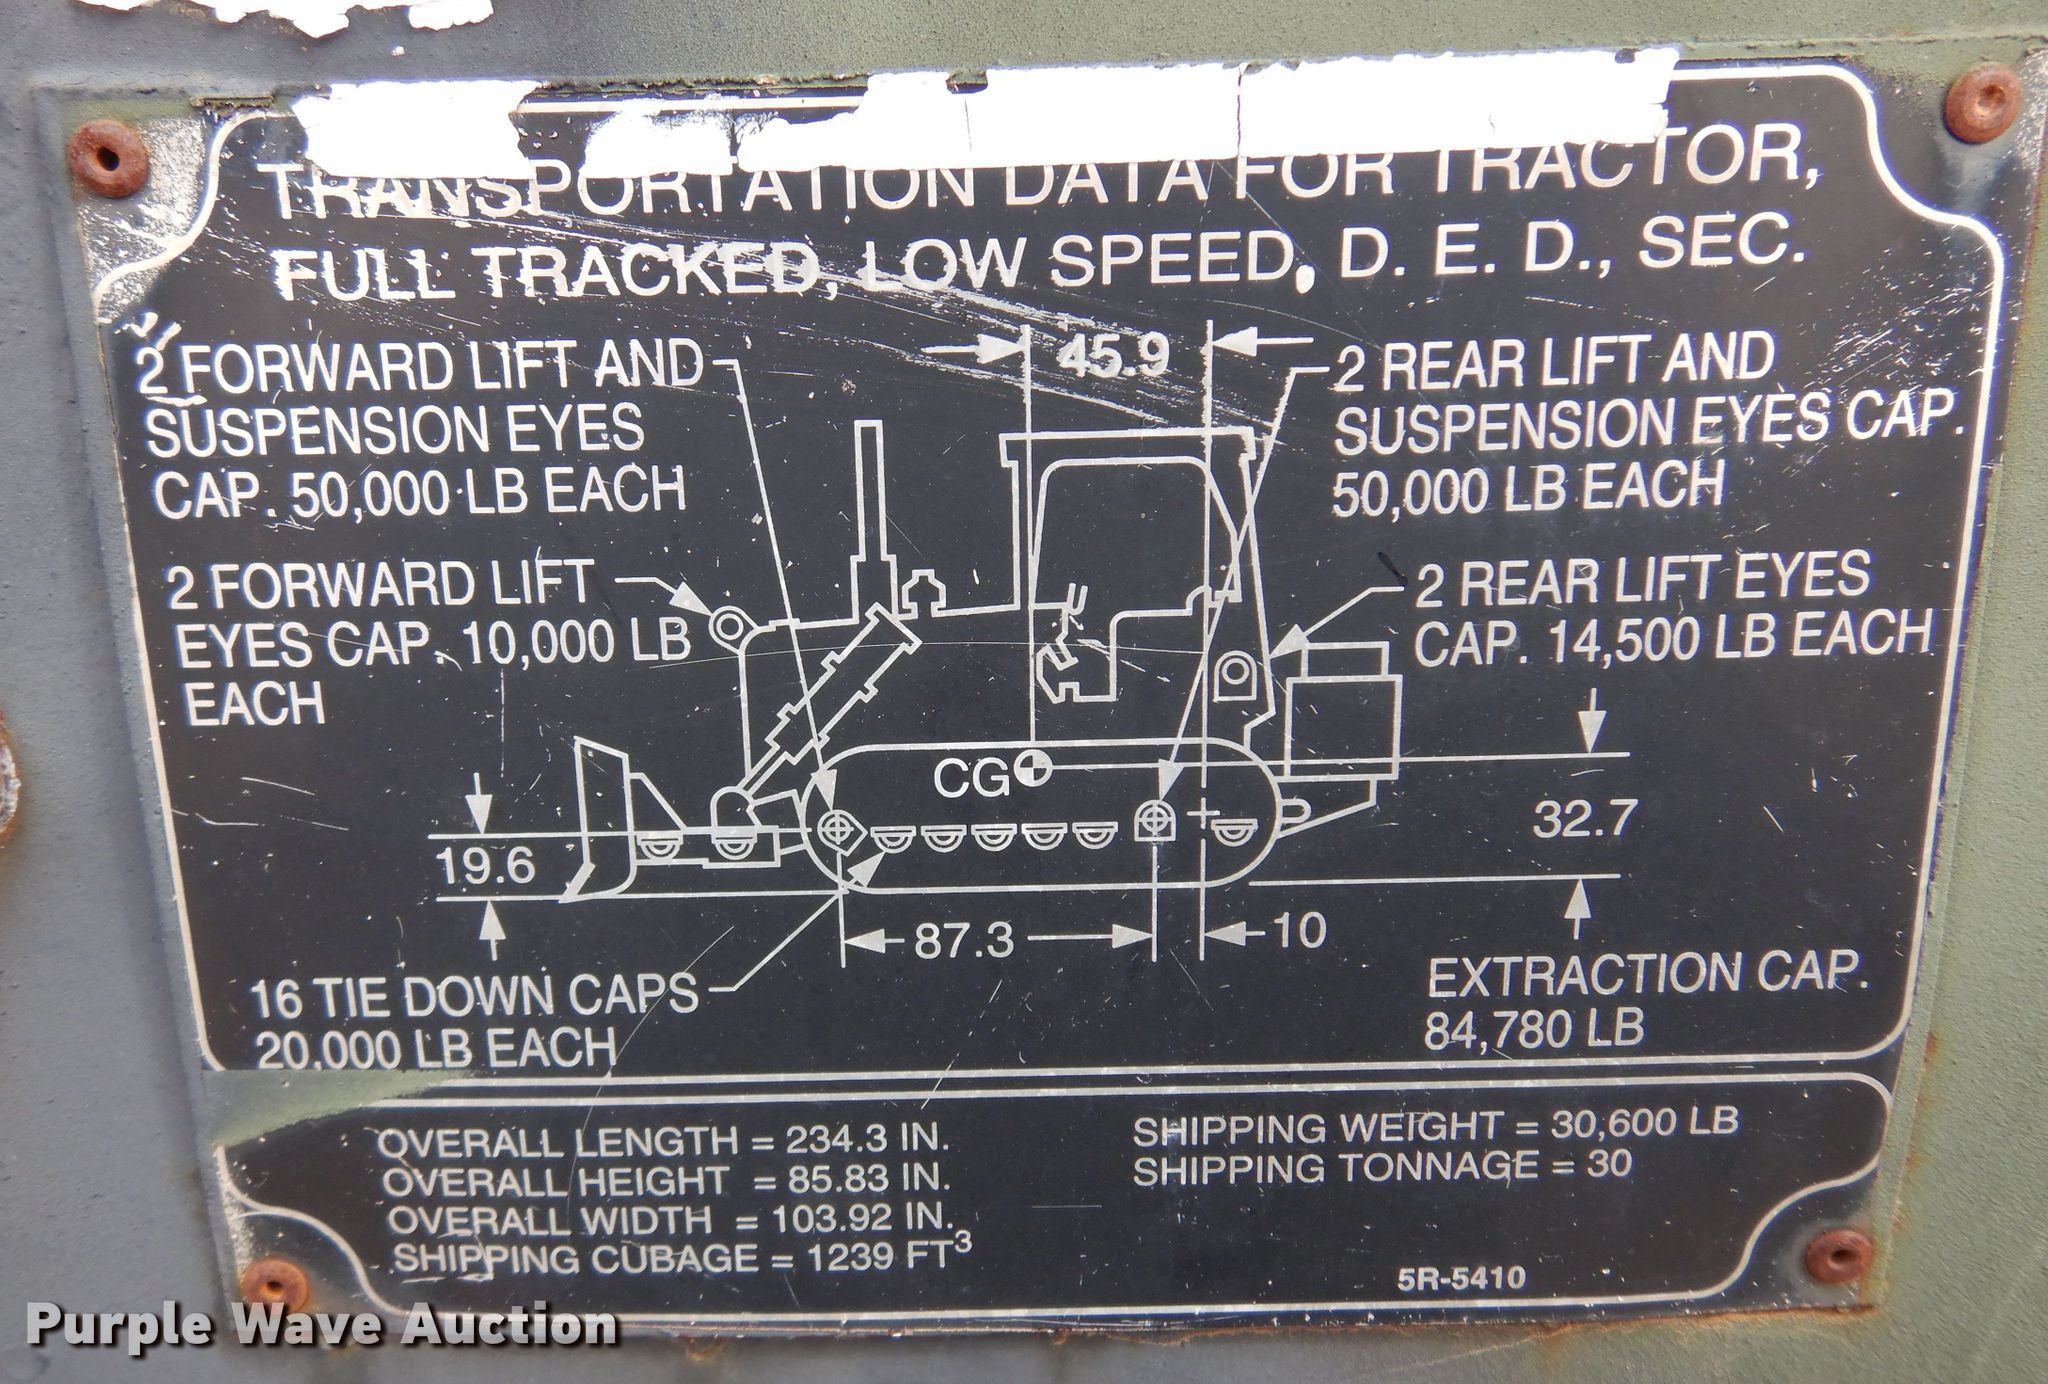 TRANSPORTATION DATA FOR TRACTOR,
FULL TRACKED, LOW SPEED, D. E. D., SEC.
2 FORWARD LIFT AND
SUSPENSION EYES
CAP. 50,000 LB EACH
45.9
2 REAR LIFT AND
SUSPENSION EYES CAP.
50,000 LB EACH
2 FORWARD LIFT
EYES CAP. 10,000 LB
EACH
2 REAR LIFT EYES
CAP. 14,500 LB EACH
CG
32.7
19.6
87.3
10
16 TIE DOWN CAPS
20,000 LB EACH
EXTRACTION CAP.
84,780 LB
OVERALL LENGTH = 234.3 IN.
OVERALL HEIGHT = 85.83 IN.
OVERALL WIDTH = 103.92 IN.
SHIPPING CUBAGE = 1239 FT³
SHIPPING WEIGHT = 30,600 LB
SHIPPING TONNAGE = 30
5R-5410
Purple Wave Auction